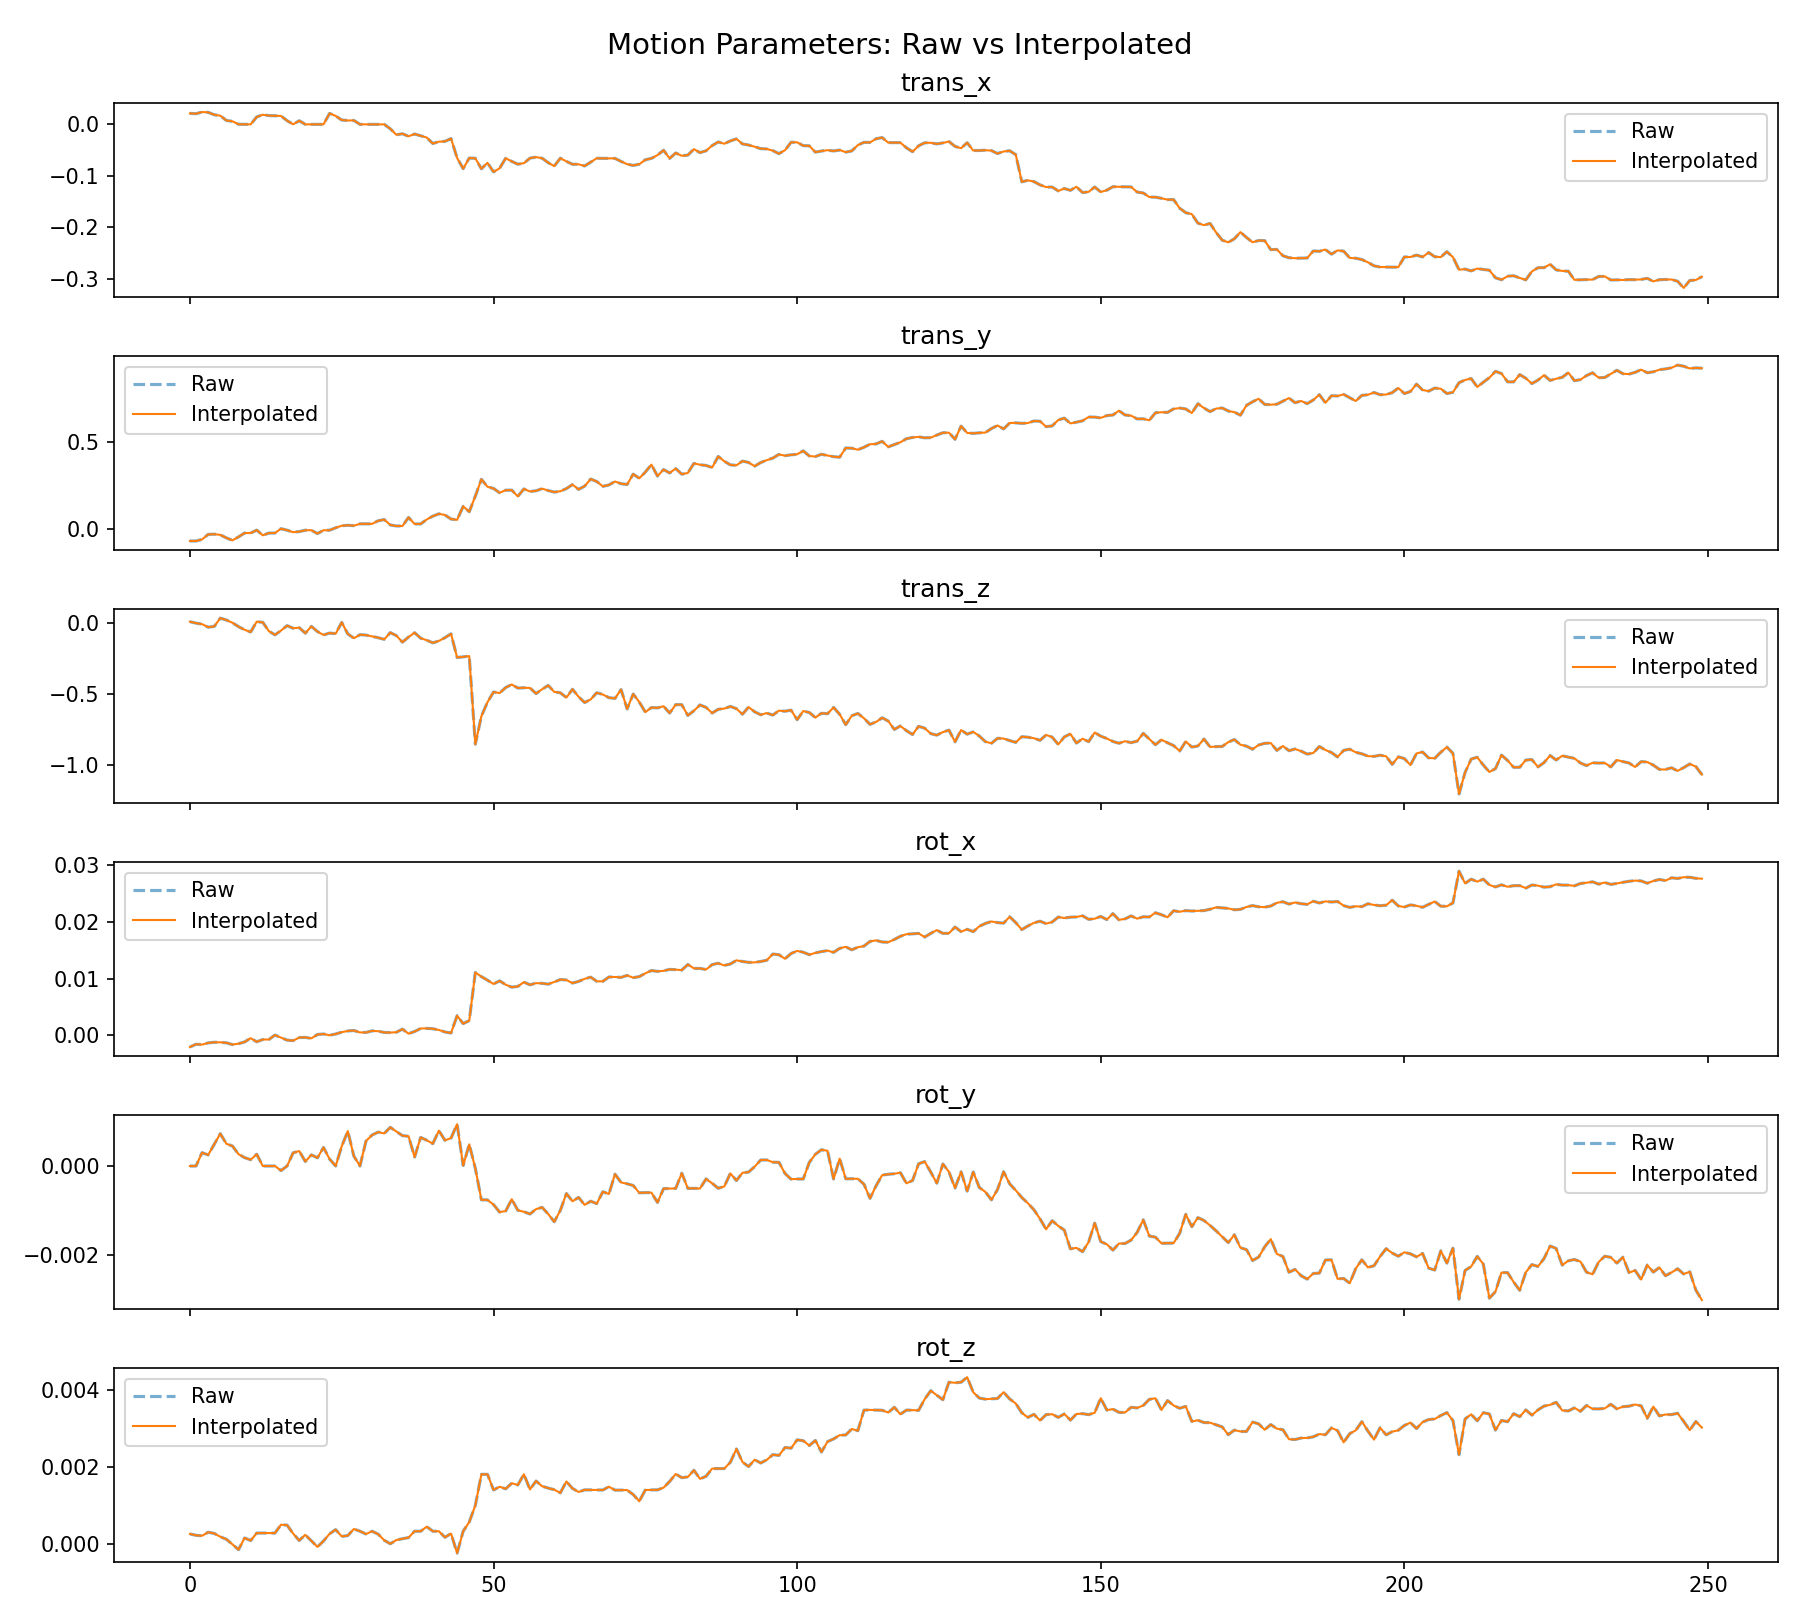 Motion Parameters: Raw vs Interpolated
trans_x
0.0
−0.1
−0.2
−0.3
Raw
Interpolated
trans_y
0.5
0.0
Raw
Interpolated
trans_z
0.0
−0.5
−1.0
Raw
Interpolated
rot_x
0.03
0.02
0.01
0.00
Raw
Interpolated
rot_y
0.000
−0.002
Raw
Interpolated
rot_z
0.004
0.002
0.000
Raw
Interpolated
0 50 100 150 200 250